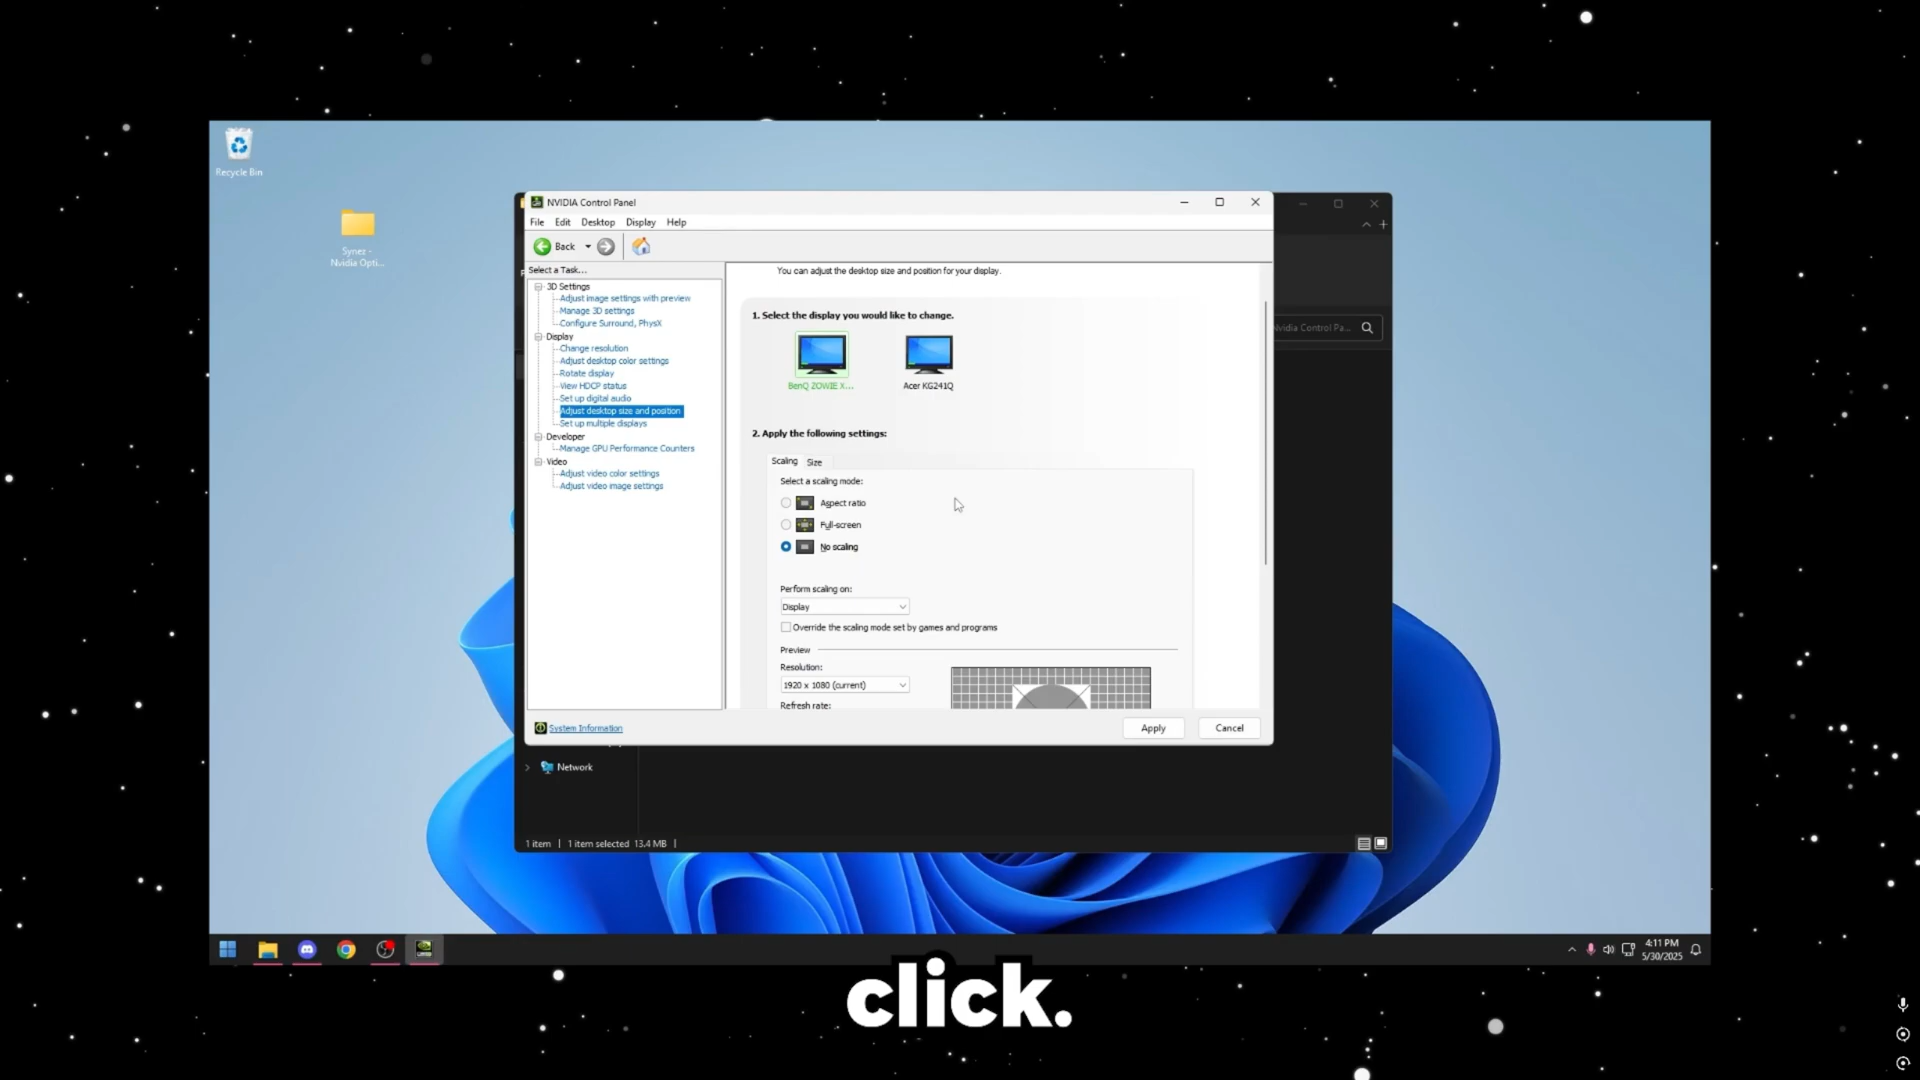 Recycle Bin
Synez -
Nvidia Opti...
NVIDIA Control Panel
File Edit Desktop Display Help
Back
Select a Task...
3D Settings
Adjust image settings with preview
Manage 3D settings
Configure Surround, PhysX
Display
Change resolution
Adjust desktop color settings
Rotate display
View HDCP status
Set up digital audio
Adjust desktop size and position
Set up multiple displays
Developer
Manage GPU Performance Counters
Video
Adjust video color settings
Adjust video image settings
System Information
You can adjust the desktop size and position for your display.
1. Select the display you would like to change.
BenQ ZOWIE X...
Acer KG241Q
2. Apply the following settings:
Scaling Size
Select a scaling mode:
Aspect ratio
Full-screen
No scaling
Perform scaling on:
Display
Override the scaling mode set by games and programs
Preview
Resolution:
1920 x 1080 (current)
Refresh rate:
Apply Cancel
Nvidia Control Pa...
Network
1 item 1 item selected 13.4 MB
4:11 PM
5/30/2025
click.